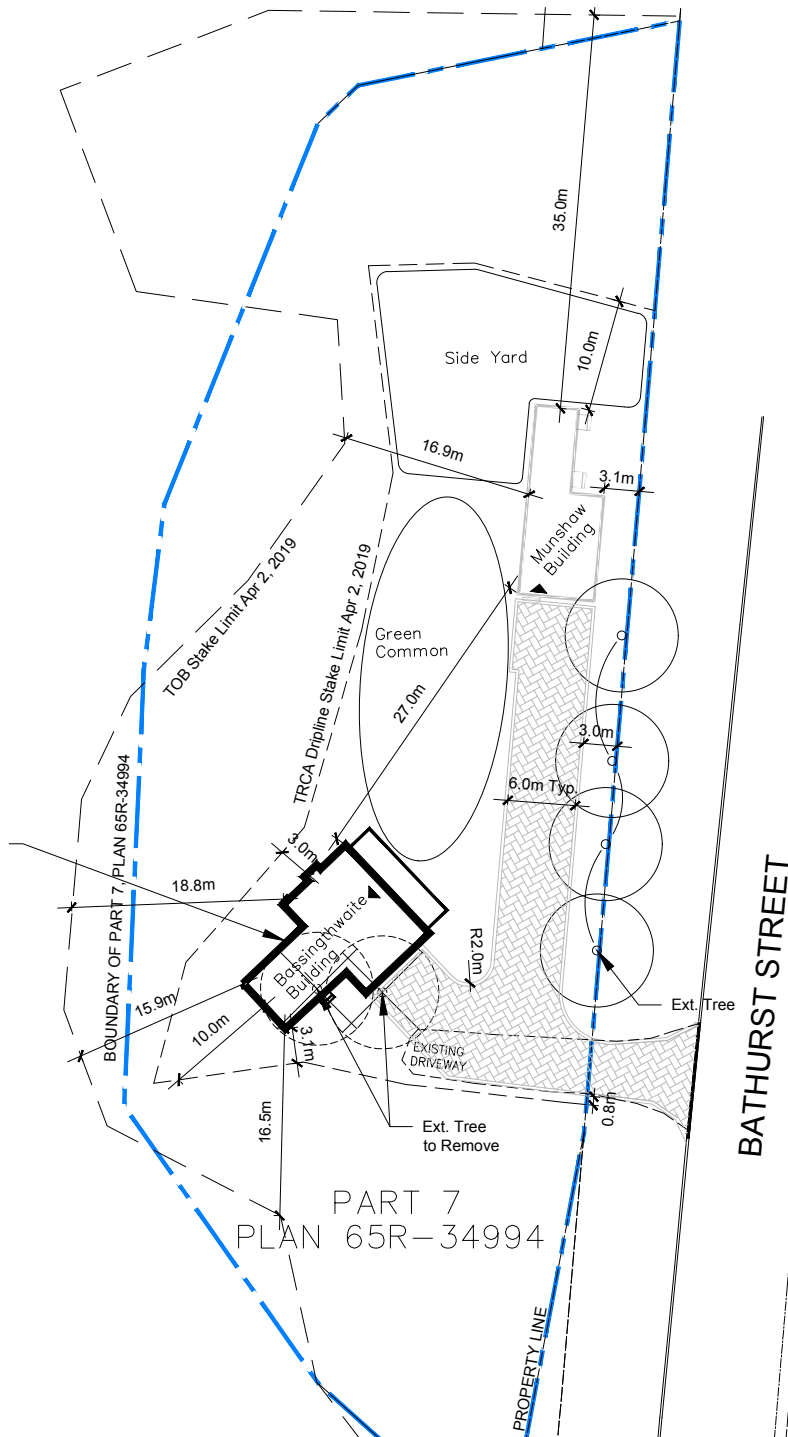 35.0m
10.0m
Side Yard
16.9m
3.1m
Munshaw
Building
TOB Stake Limit Apr 2, 2019
TRCA Dripline Stake Limit Apr 2, 2019
Green
Common
27.0m
3.0m
6.0m Typ.
BOUNDARY OF PART 7, PLAN 65R-34994
3.0m
18.8m
Bassingthwaite
Building
R2.0m
Ext. Tree
BATHURST STREET
15.9m
10.0m
3.1m
EXISTING
DRIVEWAY
0.8m
16.5m
Ext. Tree
to Remove
PART 7
PLAN 65R-34994
PROPERTY LINE